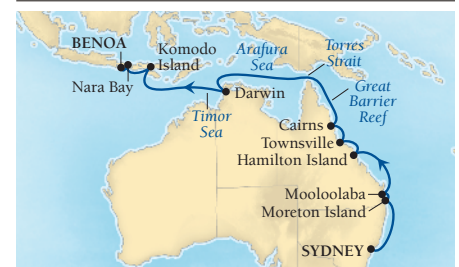 BENOA
Komodo
Island
Nara Bay
Arafura
Sea
Torres
Strait
Great
Barrier
Reef
Darwin
Timor
Sea
Cairns
Townsville
Hamilton Island
Mooloolaba
Moreton Island
SYDNEY